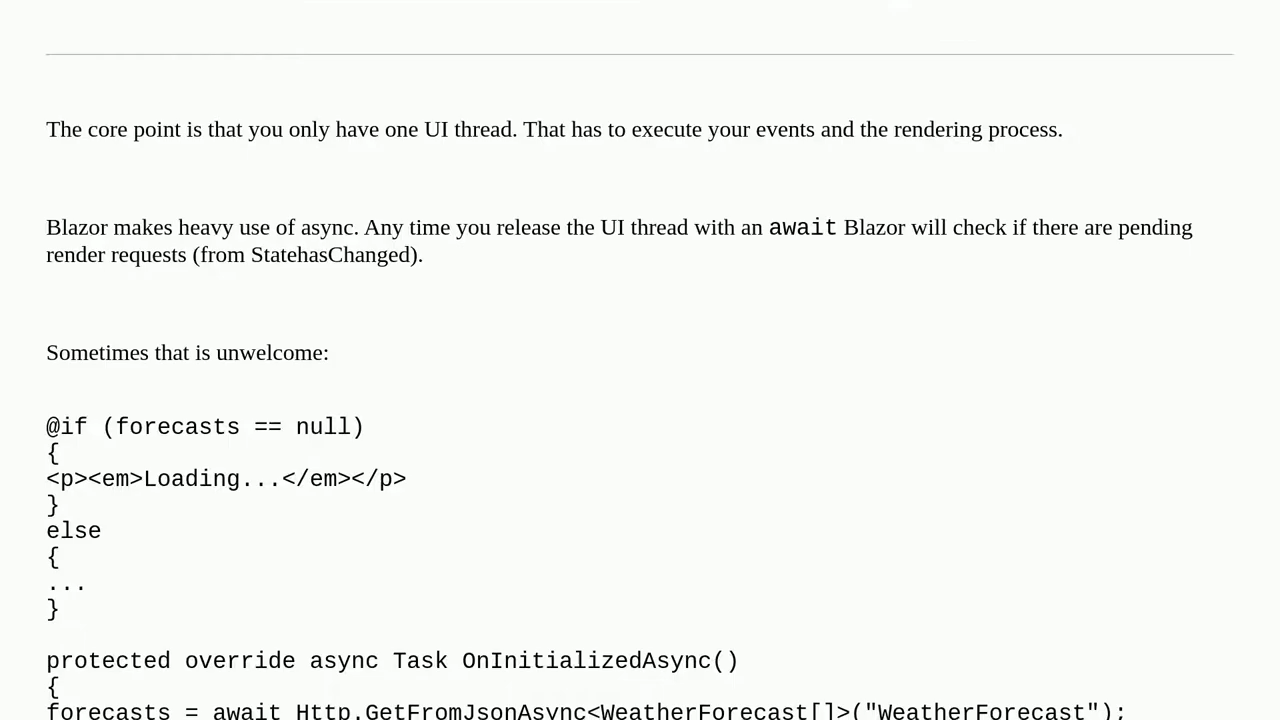 The core point is that you only have one UI thread. That has to execute your events and the rendering process.
Blazor makes heavy use of async. Any time you release the UI thread with an await Blazor will check if there are pending
render requests (from StatehasChanged).
Sometimes that is unwelcome:
@if (forecasts == null)
{
<p><em>Loading...</em></p>
}
else
{
...
}
protected override async Task OnInitializedAsync()
{
forecasts = await Http.GetFromJsonAsync<WeatherForecast[]>("WeatherForecast");